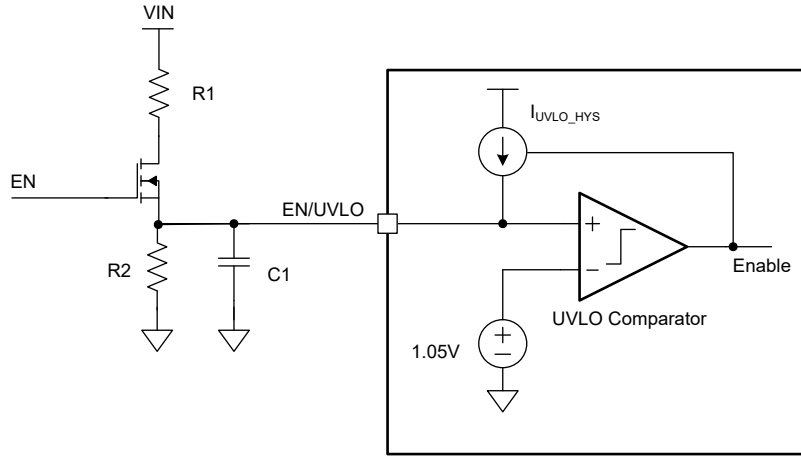 VIN
R1
I_UVLO_HYS
EN
EN/UVLO
+
−
Enable
R2
C1
UVLO Comparator
1.05V
+
−